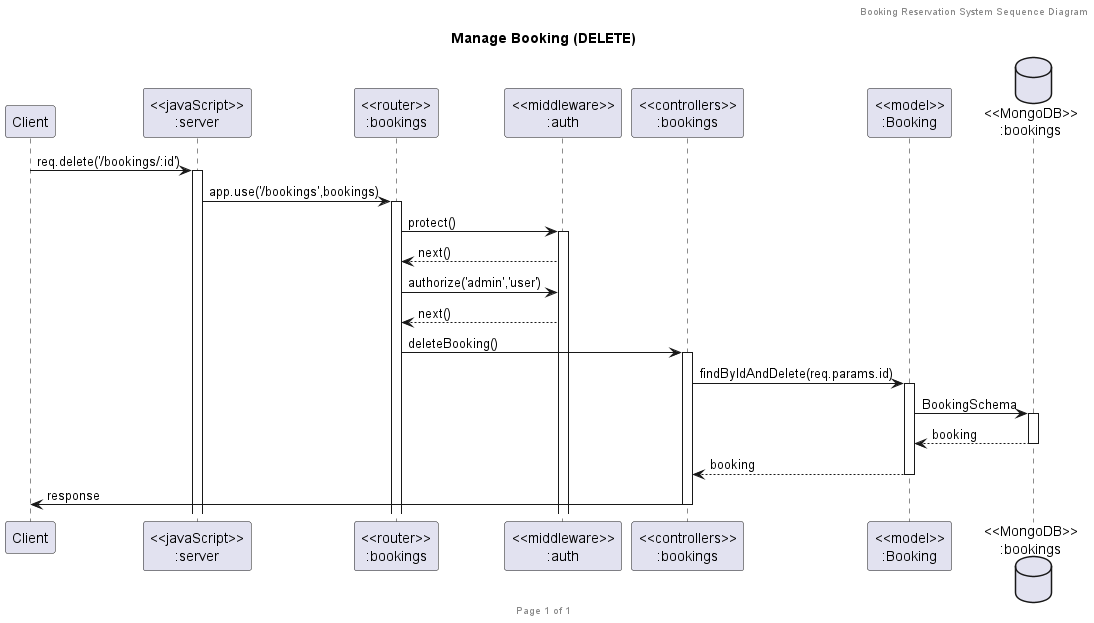 Booking Reservation System Sequence Diagram
Manage Booking (DELETE)
Client
<<javaScript>>
:server
<<router>>
:bookings
<<middleware>>
:auth
<<controllers>>
:bookings
<<model>>
:Booking
<<MongoDB>>
:bookings
req.delete('/bookings/:id')
app.use('/bookings',bookings)
protect()
next()
authorize('admin','user')
next()
deleteBooking()
findByIdAndDelete(req.params.id)
BookingSchema
booking
booking
response
Client
<<javaScript>>
:server
<<router>>
:bookings
<<middleware>>
:auth
<<controllers>>
:bookings
<<model>>
:Booking
<<MongoDB>>
:bookings
Page 1 of 1